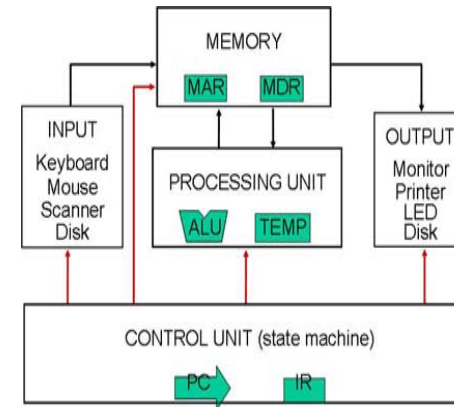 MEMORY
MAR MDR
INPUT
Keyboard
Mouse
Scanner
Disk
PROCESSING UNIT
ALU TEMP
OUTPUT
Monitor
Printer
LED
Disk
CONTROL UNIT (state machine)
PC IR